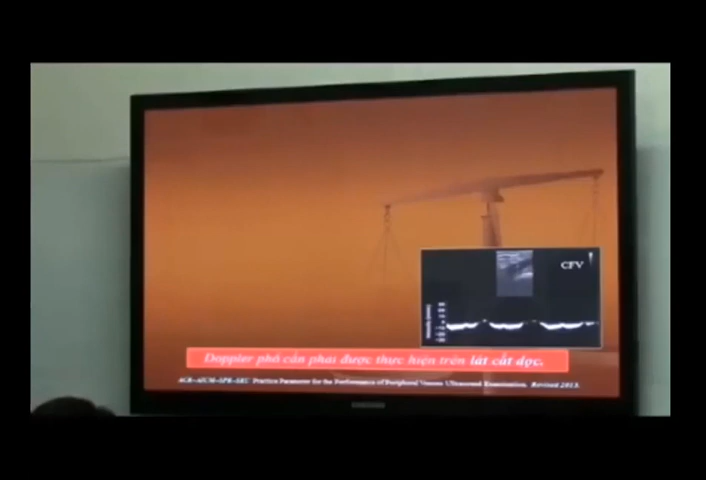 CFV
Doppler phổ cần phải được thực hiện trên lát cắt dọc.
ACR–AIUM–SPR–SRU Practice Parameter for the Performance of Peripheral Venous Ultrasound Examination. Revised 2015.